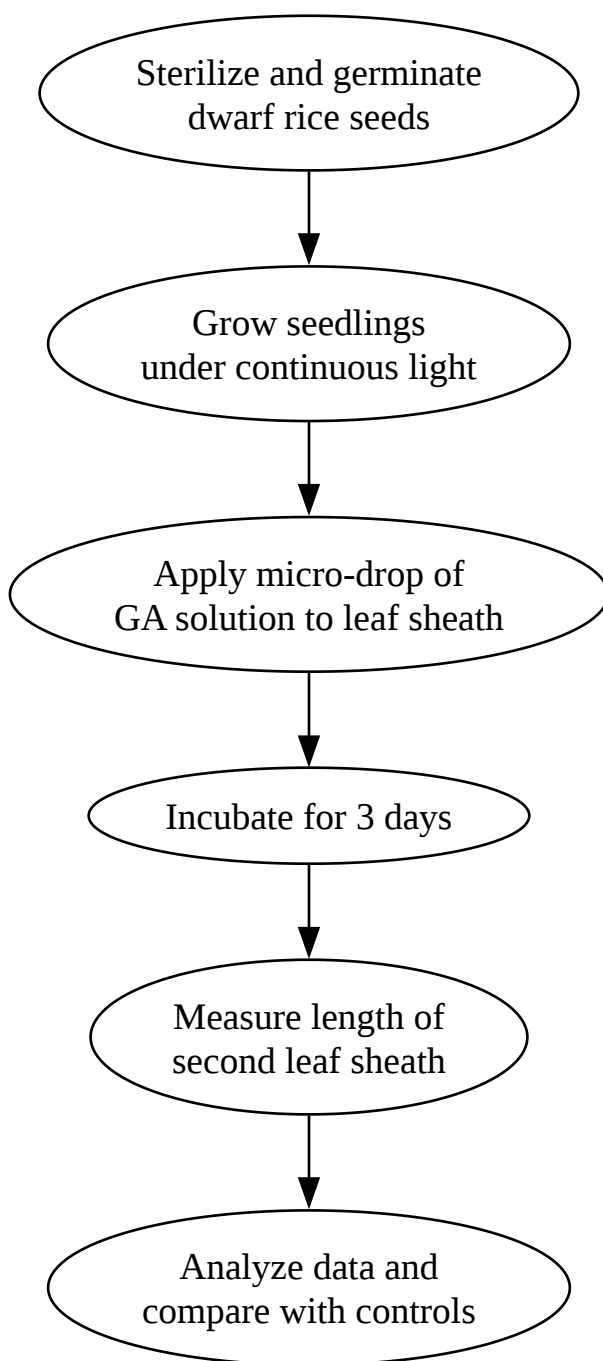 Sterilize and germinate
dwarf rice seeds
Grow seedlings
under continuous light
Apply micro-drop of
GA solution to leaf sheath
Incubate for 3 days
Measure length of
second leaf sheath
Analyze data and
compare with controls